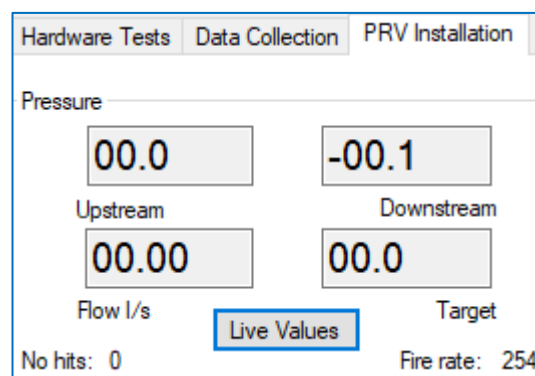 Hardware Tests Data Collection PRV Installation
Pressure
00.0 -00.1
Upstream Downstream
00.00 00.0
Flow l/s Target
Live Values
No hits: 0 Fire rate: 254